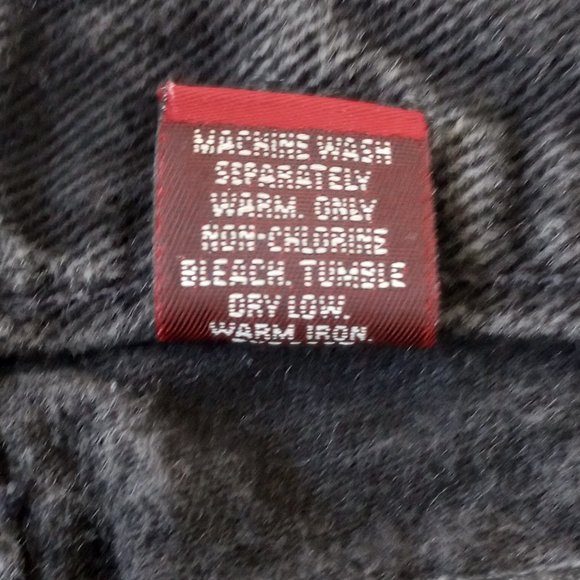 MACHINE WASH
SEPARATELY
WARM. ONLY
NON-CHLORINE
BLEACH. TUMBLE
DRY LOW.
WARM IRON.